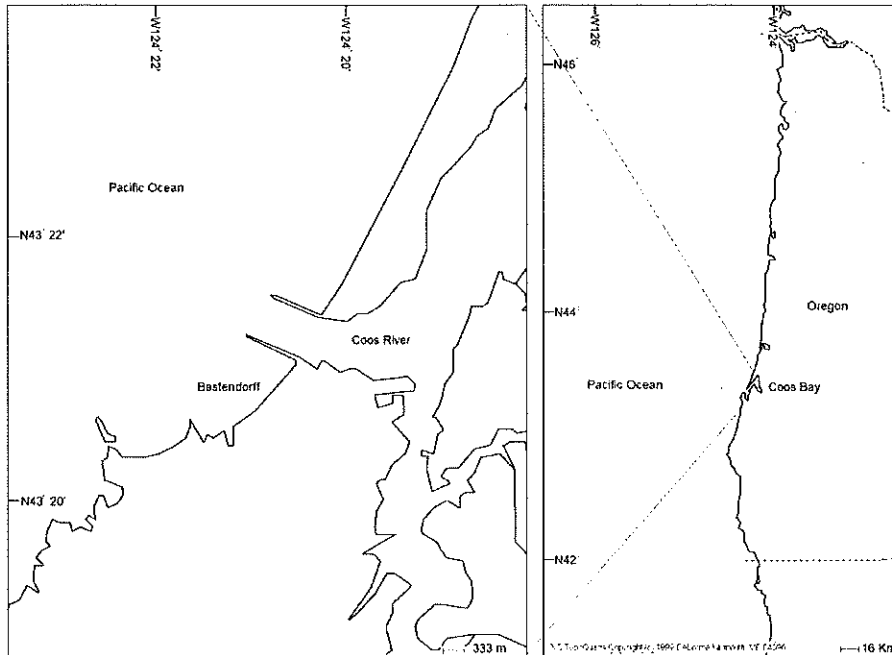 W124° 22'
W124° 20'
Pacific Ocean
N43° 22'
Coos River
Bastendorff
N43° 20'
333 m
W126°
W124°
N46°
N44°
Oregon
Pacific Ocean
Coos Bay
N42°
16 Km